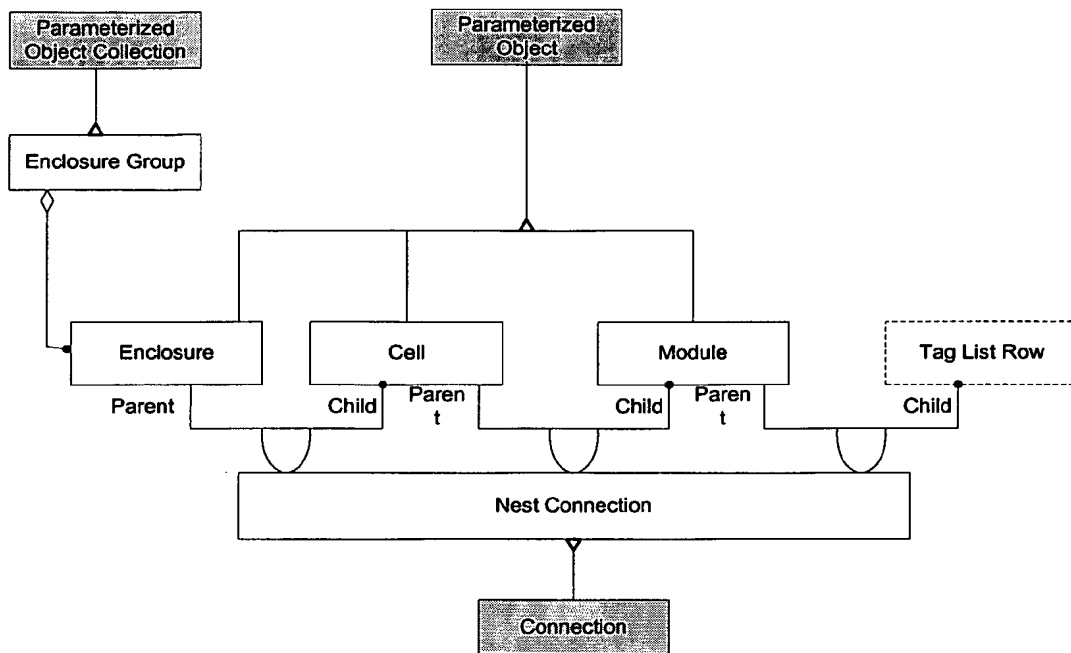 Parameterized
Object Collection
Parameterized
Object
Enclosure Group
Enclosure
Cell
Module
Tag List Row
Parent
Child
Paren
t
Child
Paren
t
Child
Nest Connection
Connection